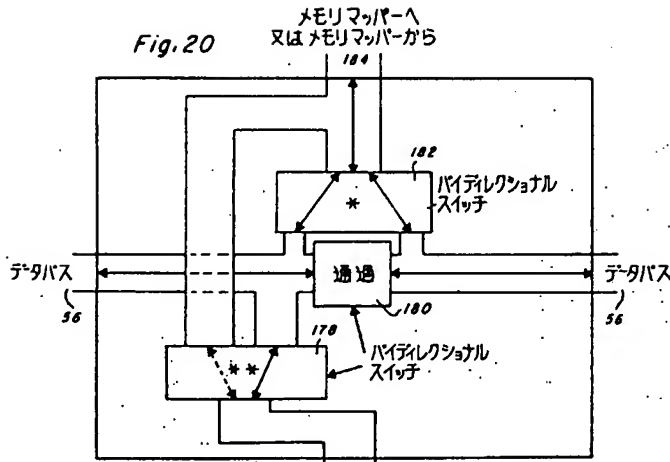 Fig.20
メモリマッパーへ
又はメモリマッパーから
184
182
バイディレクショナル
スイッチ
*
データバス
通過
データバス
56
180
56
178
**
バイディレクショナル
スイッチ